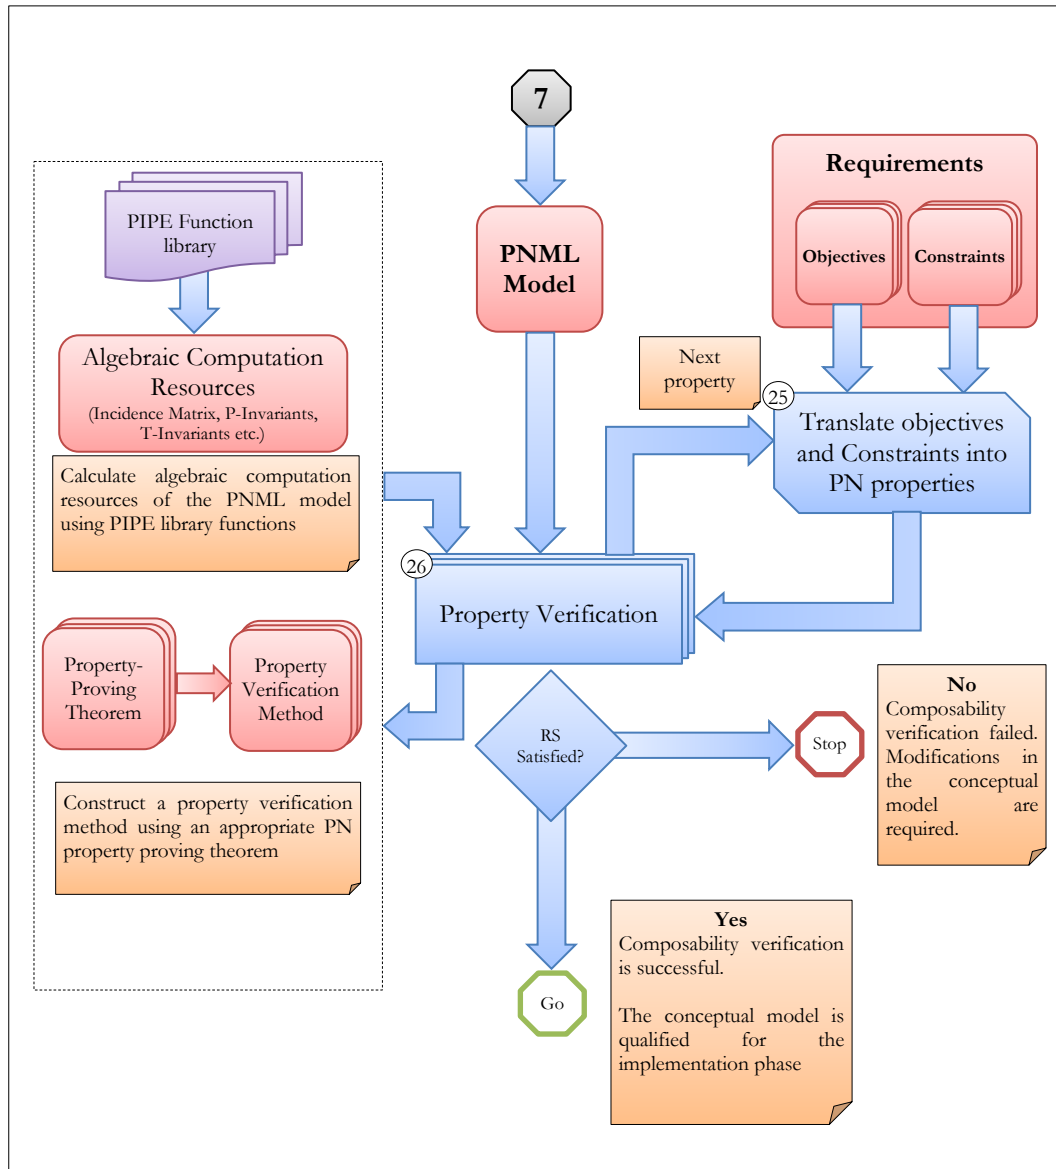 7
PIPE Function
library
Algebraic Computation
Resources
(Incidence Matrix, P-Invariants,
T-Invariants etc.)
Calculate algebraic computation
resources of the PNML model
using PIPE library functions
Property-
Proving
Theorem
Property
Verification
Method
Construct a property verification
method using an appropriate PN
property proving theorem
PNML
Model
Requirements
Objectives
Constraints
Next
property
25
Translate objectives
and Constraints into
PN properties
26
Property Verification
RS
Satisfied?
Stop
No
Composability
verification failed.
Modifications in
the conceptual
model are
required.
Go
Yes
Composability verification
is successful.
The conceptual model is
qualified for the
implementation phase